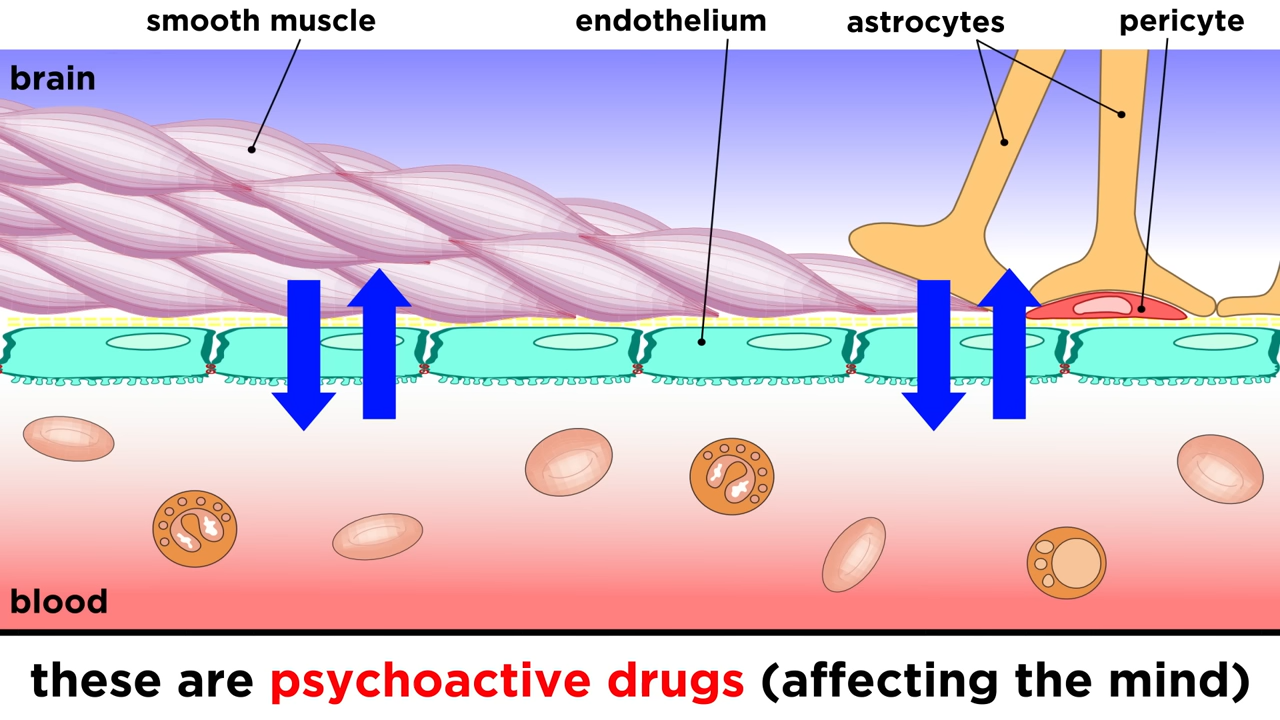 smooth muscle
endothelium
astrocytes
pericyte
brain
blood
these are psychoactive drugs (affecting the mind)